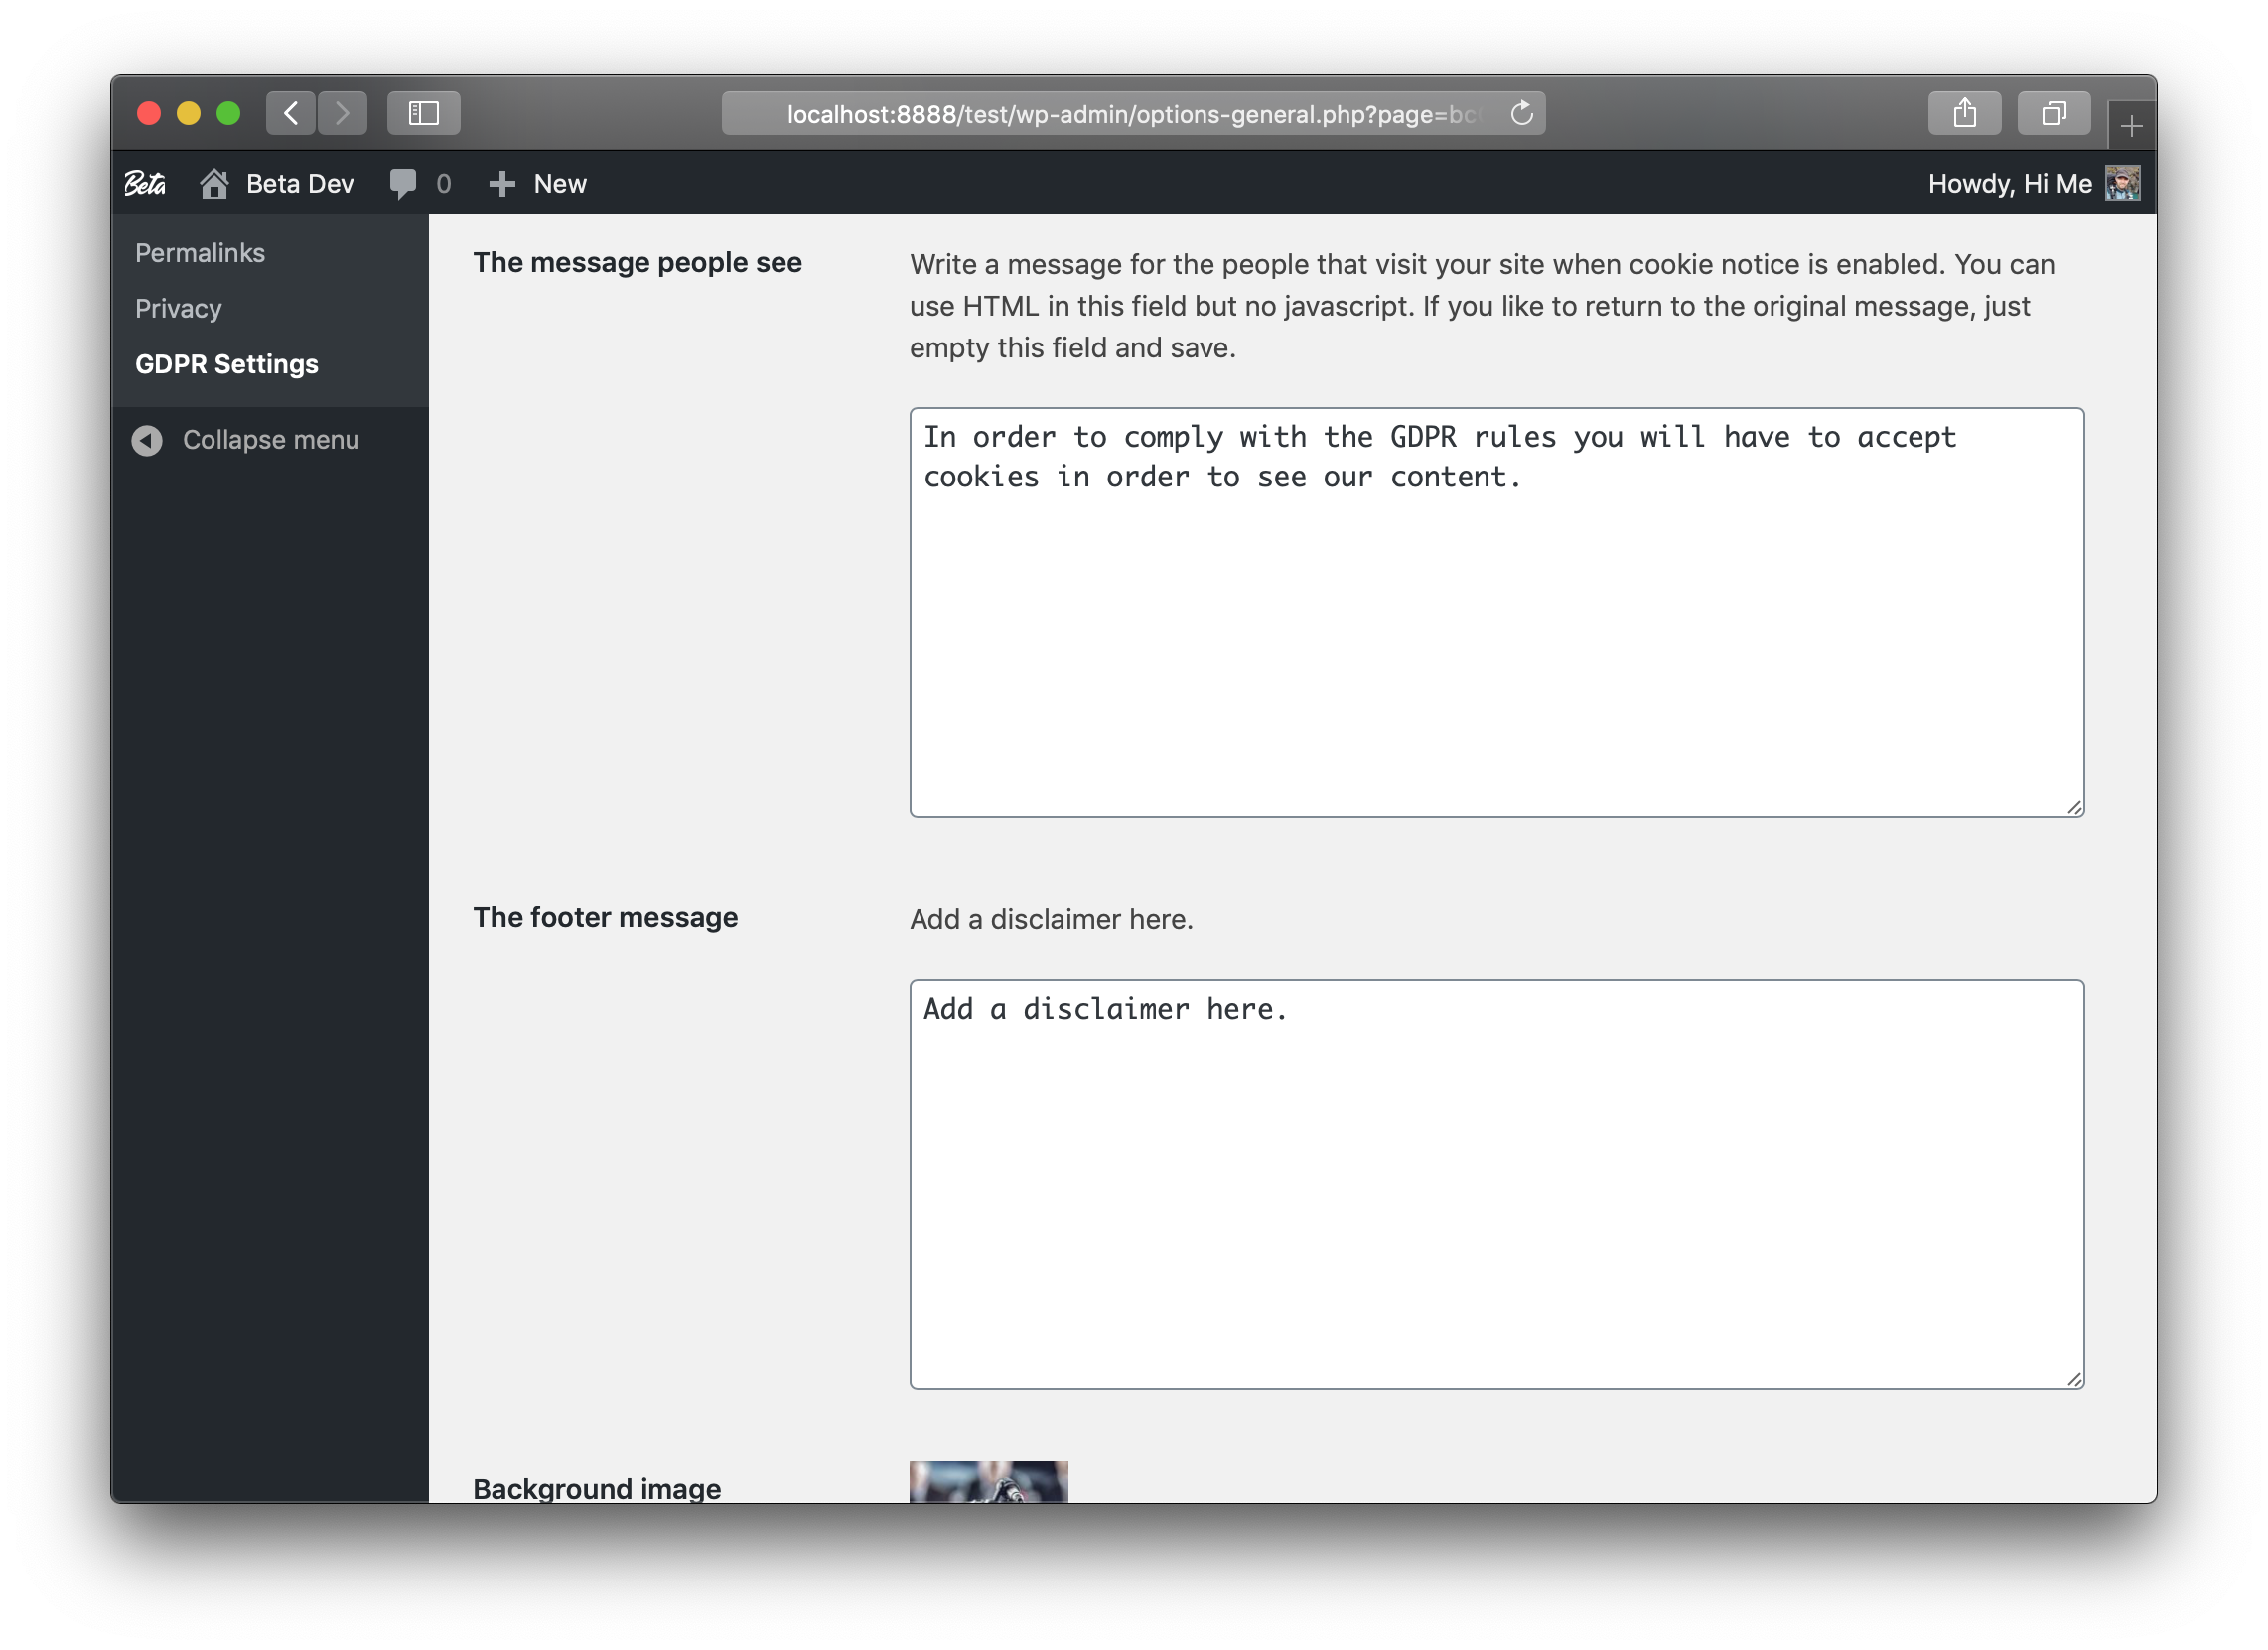 localhost:8888/test/wp-admin/options-general.php?page=bc
Beta Beta Dev 0 New Howdy, Hi Me
Permalinks
Privacy
GDPR Settings
Collapse menu
The message people see
Write a message for the people that visit your site when cookie notice is enabled. You can
use HTML in this field but no javascript. If you like to return to the original message, just
empty this field and save.
In order to comply with the GDPR rules you will have to accept
cookies in order to see our content.
The footer message
Add a disclaimer here.
Add a disclaimer here.
Background image